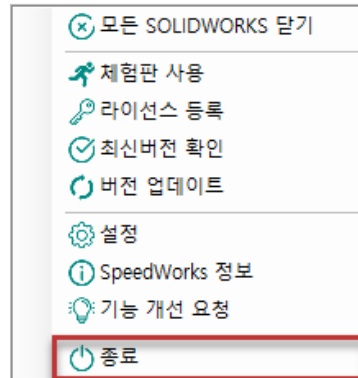 모든 SOLIDWORKS 닫기
체험판 사용
라이선스 등록
최신버전 확인
버전 업데이트
설정
SpeedWorks 정보
기능 개선 요청
종료